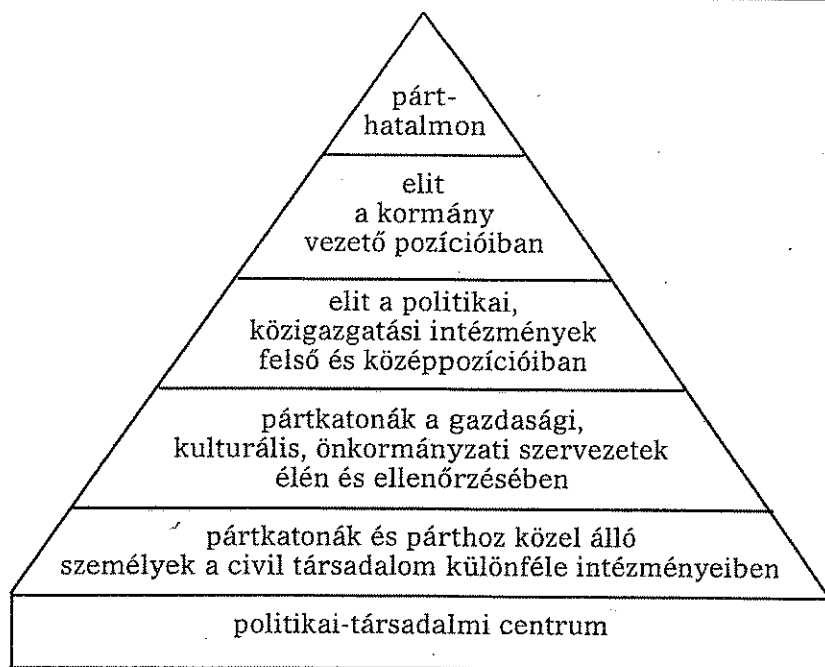 párt-
hatalmon
elit
a kormány
vezető pozícióiban
elit a politikai,
közigazgatási intézmények
felső és középpozícióiban
pártkatonák a gazdasági,
kulturális, önkormányzati szervezetek
élén és ellenőrzésében
pártkatonák és párthoz közel álló
személyek a civil társadalom különféle intézményeiben
politikai-társadalmi centrum